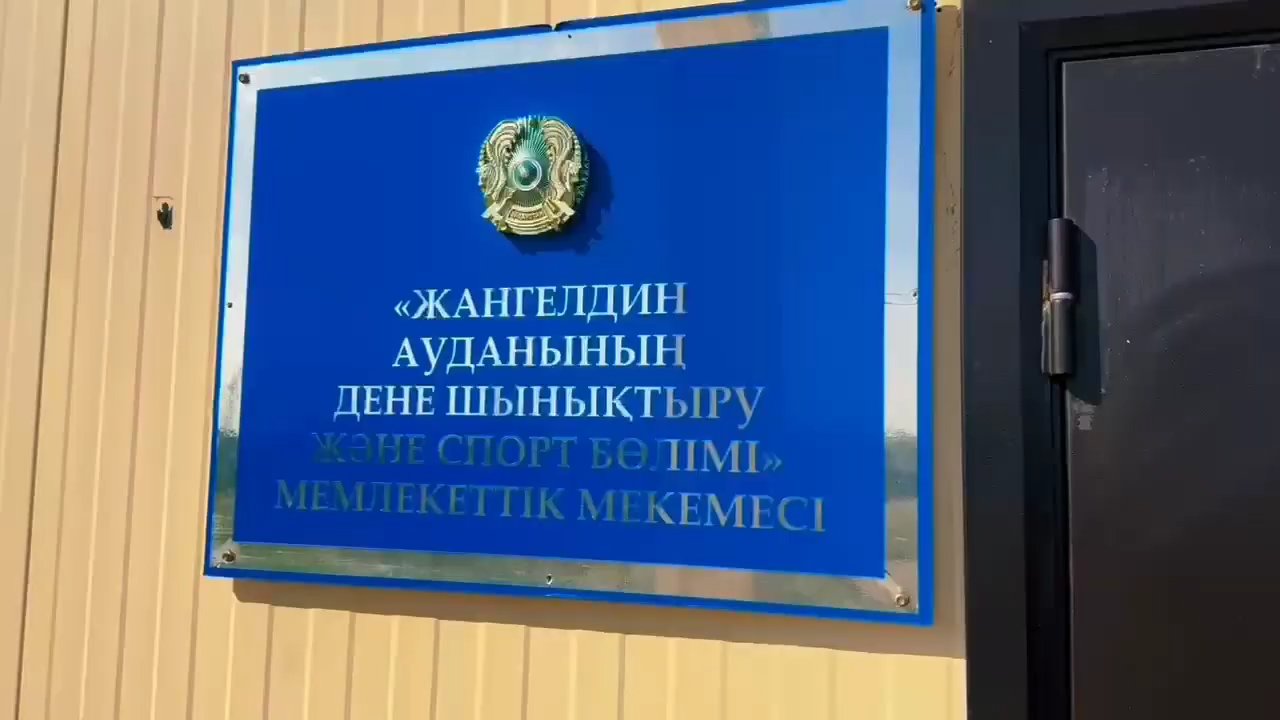 «ЖАНГЕЛДИН
АУДАНЫНЫҢ
ДЕНЕ ШЫНЫҚТЫРУ
ЖӘНЕ СПОРТ БӨЛІМІ»
МЕМЛЕКЕТТІК МЕКЕМЕСІ